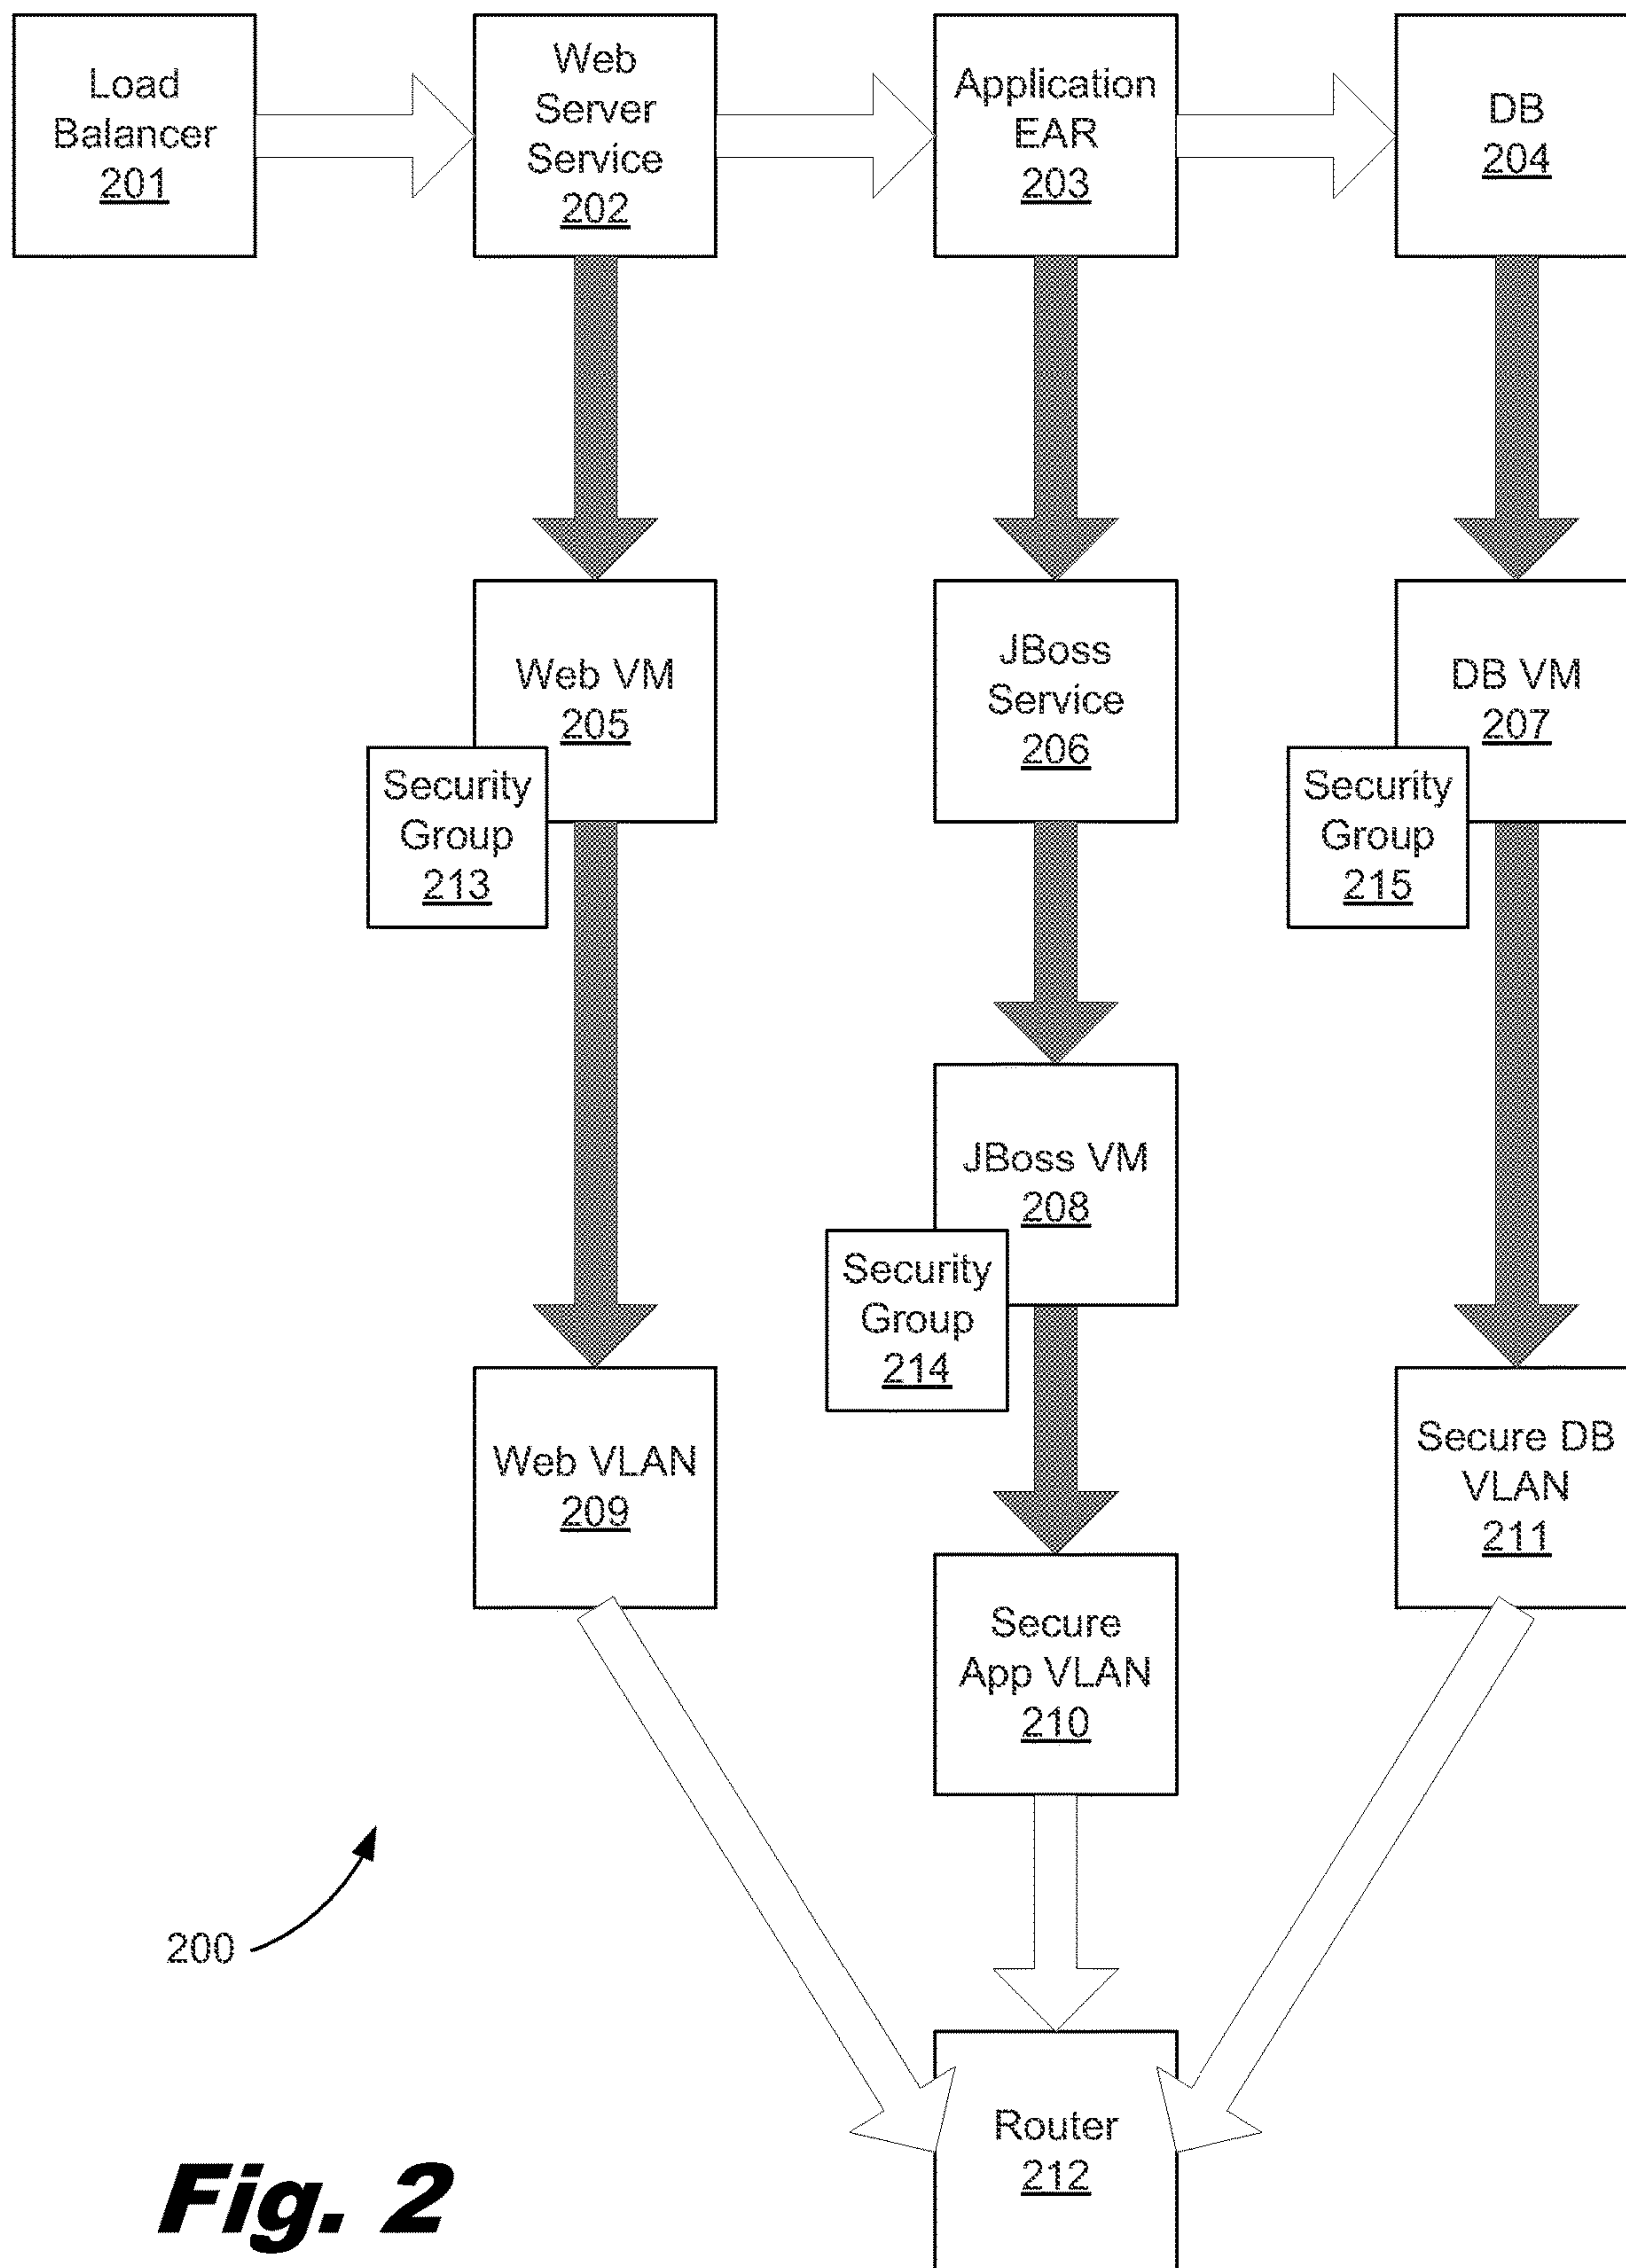 Load
Balancer
201
Web
Server
Service
202
Application
EAR
203
DB
204
Web VM
205
Security
Group
213
JBoss
Service
206
DB VM
207
Security
Group
215
JBoss VM
208
Security
Group
214
Web VLAN
209
Secure
App VLAN
210
Secure DB
VLAN
211
200
Router
212
Fig. 2